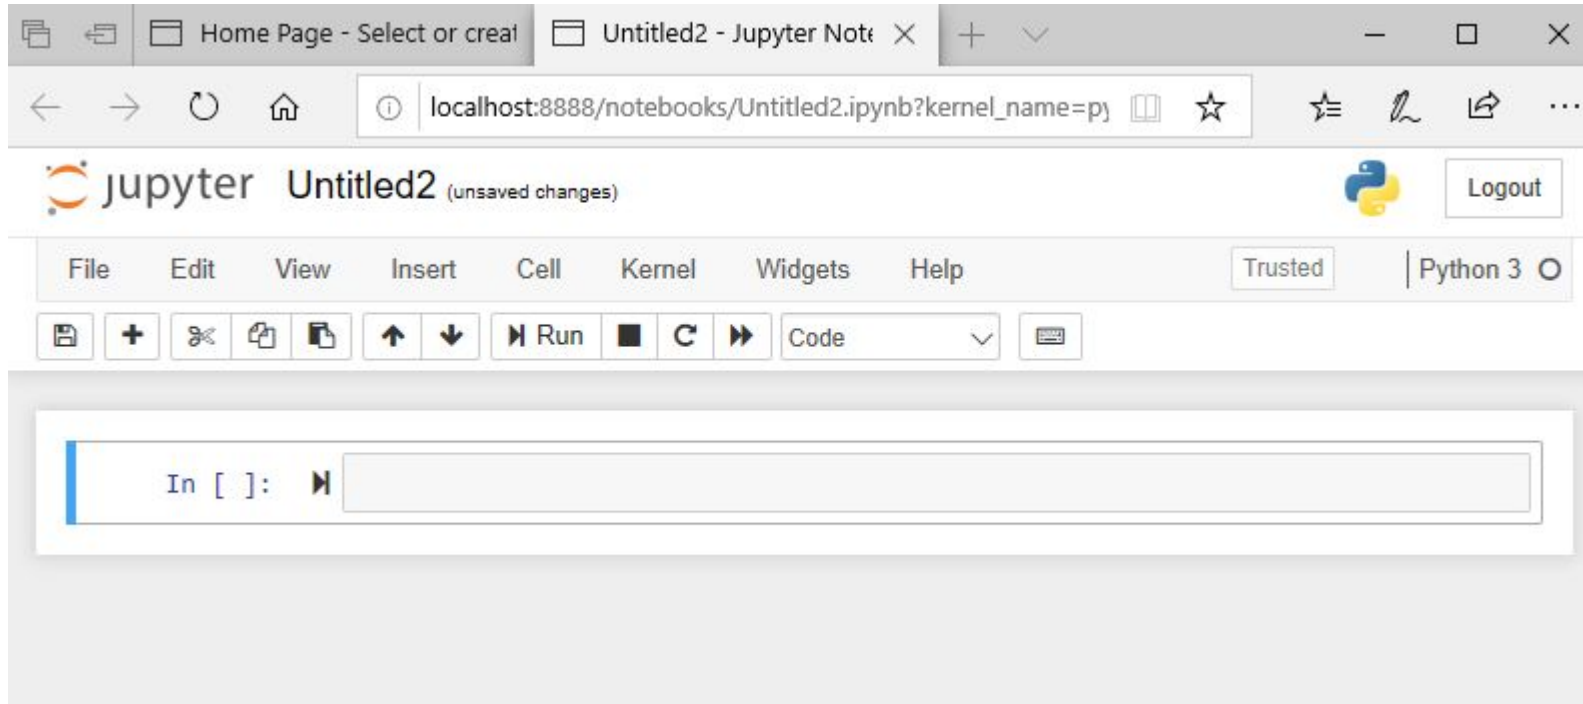 Home Page - Select or creat
Untitled2 - Jupyter Note
localhost:8888/notebooks/Untitled2.ipynb?kernel_name=py
jupyter Untitled2 (unsaved changes)
Logout
File Edit View Insert Cell Kernel Widgets Help Trusted Python 3
Run Code
In [ ]: